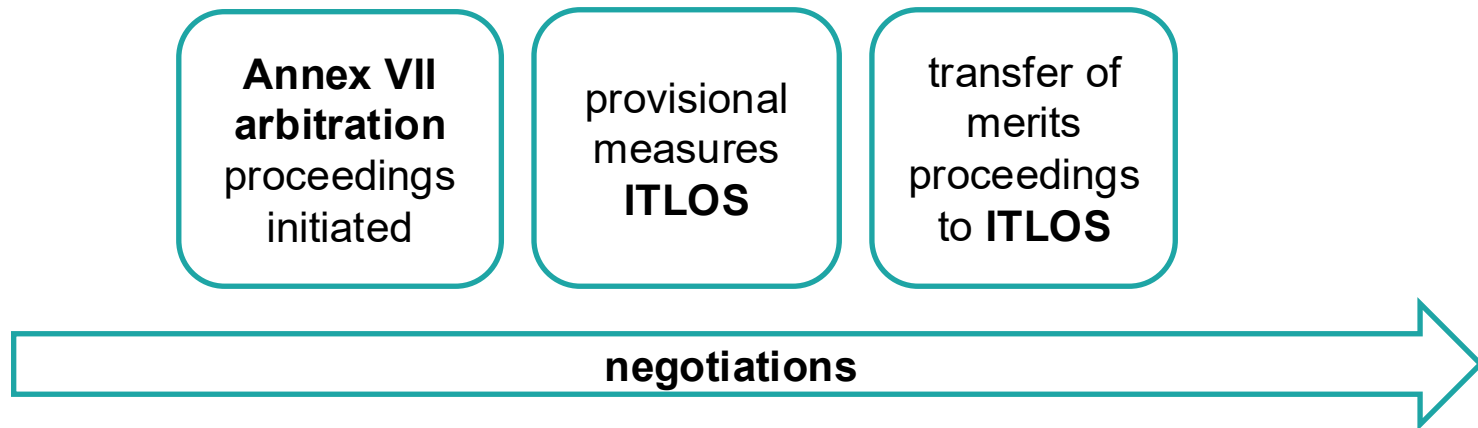 Annex VII
arbitration
proceedings
initiated
provisional
measures
ITLOS
transfer of
merits
proceedings
to ITLOS
negotiations